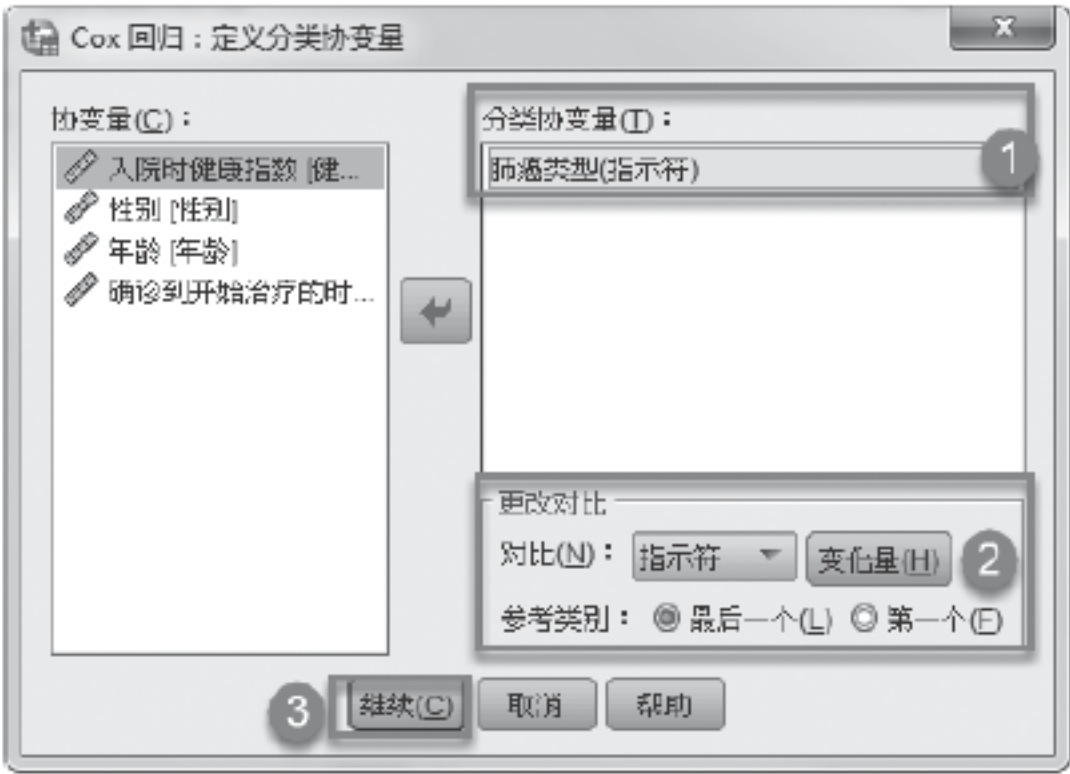 Cox 回归：定义分类协变量
协变量(C)：
入院时健康指数 [健...
性别 [性别]
年龄 [年龄]
确诊到开始治疗的时...
分类协变量(T)：
肺癌类型(指示符)
1
更改对比
对比(N)：
指示符
变化量(H)
2
参考类别：
最后一个(L)
第一个(F)
3
继续(C)
取消
帮助